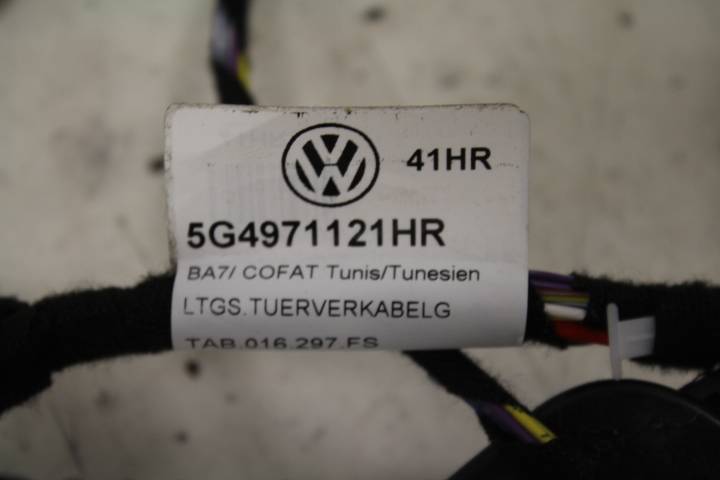 41HR
5G4971121HR
BA7/ COFAT Tunis/Tunesien
LTGS.TUERVERKABELG
TAB.016.297.FS